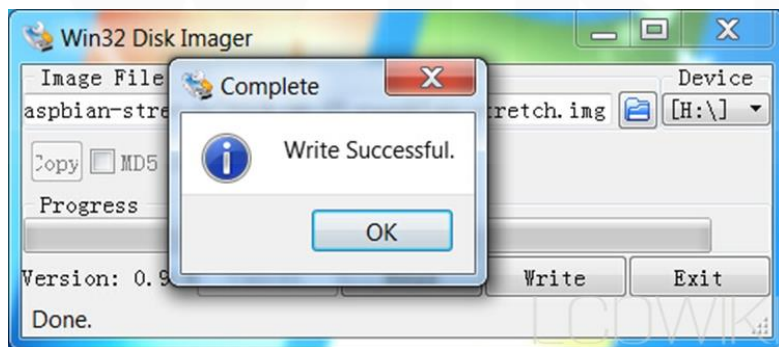 Win32 Disk Imager
Image File
Device
aspbian-stre
retch.img
[H:\]
Complete
Write Successful.
OK
Copy
MD5
Progress
Version: 0.9
Write
Exit
Done.
LCDWIKI